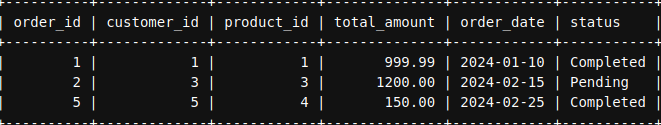 | order_id | customer_id | product_id | total_amount | order_date | status    |
+----------+-------------+------------+--------------+------------+-----------+
|        1 |           1 |          1 |       999.99 | 2024-01-10 | Completed |
|        2 |           3 |          3 |      1200.00 | 2024-02-15 | Pending   |
|        5 |           5 |          4 |       150.00 | 2024-02-25 | Completed |
+----------+-------------+------------+--------------+------------+-----------+